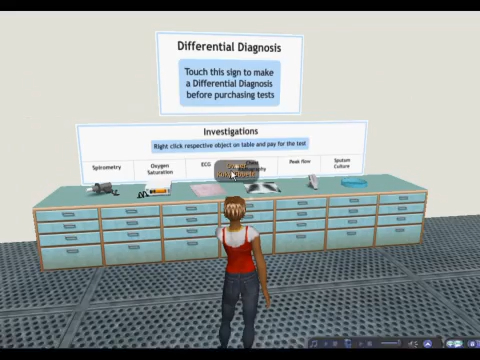 Differential Diagnosis
Touch this sign to make
a Differential Diagnosis
before purchasing tests
Investigations
Right click respective object on table and pay for the test
Spirometry
Oxygen
Saturation
ECG
Peak flow
Sputum
Culture